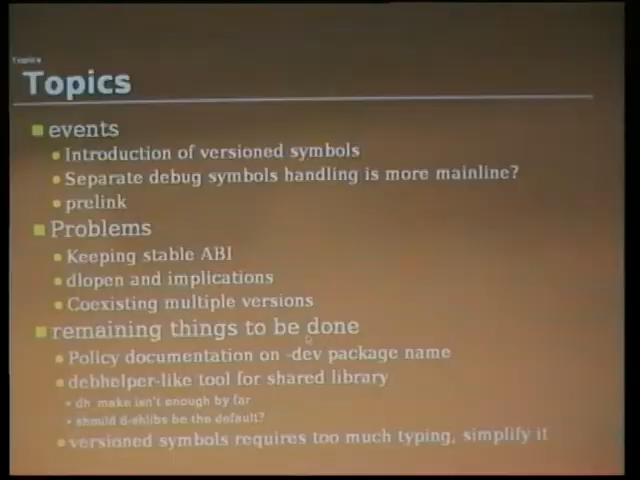 Topics
Topics
events
Introduction of versioned symbols
Separate debug symbols handling is more mainline?
prelink
Problems
Keeping stable ABI
dlopen and implications
Coexisting multiple versions
remaining things to be done
Policy documentation on -dev package name
debhelper-like tool for shared library
dh_make isn't enough by far
should d-shlibs be the default?
versioned symbols requires too much typing, simplify it